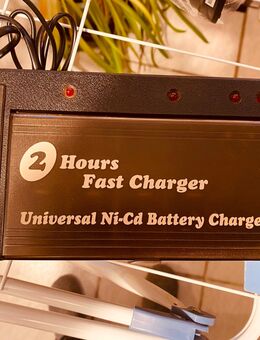 2 Hours
Fast Charger
Universal Ni-Cd Battery Charge